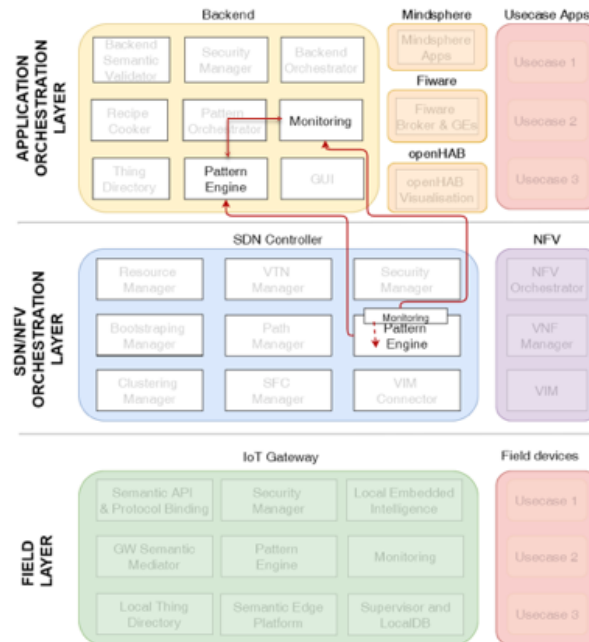 Backend
Mindsphere
Usecase Apps
APPLICATION
ORCHESTRATION
LAYER
Backend
Semantic
Validator
Security
Manager
Backend
Orchestrator
Mindsphere
Apps
Usecase 1
Fiware
Recipe
Cooker
Pattern
Orchestrator
Monitoring
Fiware
Broker & GEs
Usecase 2
openHAB
Thing
Directory
Pattern
Engine
GUI
openHAB
Visualisation
Usecase 3
SDN Controller
NFV
SDN/NFV
ORCHESTRATION
LAYER
Resource
Manager
VTN
Manager
Security
Manager
NFV
Orchestrator
Monitoring
Bootstraping
Manager
Path
Manager
Pattern
Engine
VNF
Manager
Clustering
Manager
SFC
Manager
VIM
Connector
VIM
IoT Gateway
Field devices
FIELD
LAYER
Semantic API
& Protocol Binding
Security
Manager
Local Embedded
Intelligence
Usecase 1
GW Semantic
Mediator
Pattern
Engine
Monitoring
Usecase 2
Local Thing
Directory
Semantic Edge
Platform
Supervisor and
LocalDB
Usecase 3